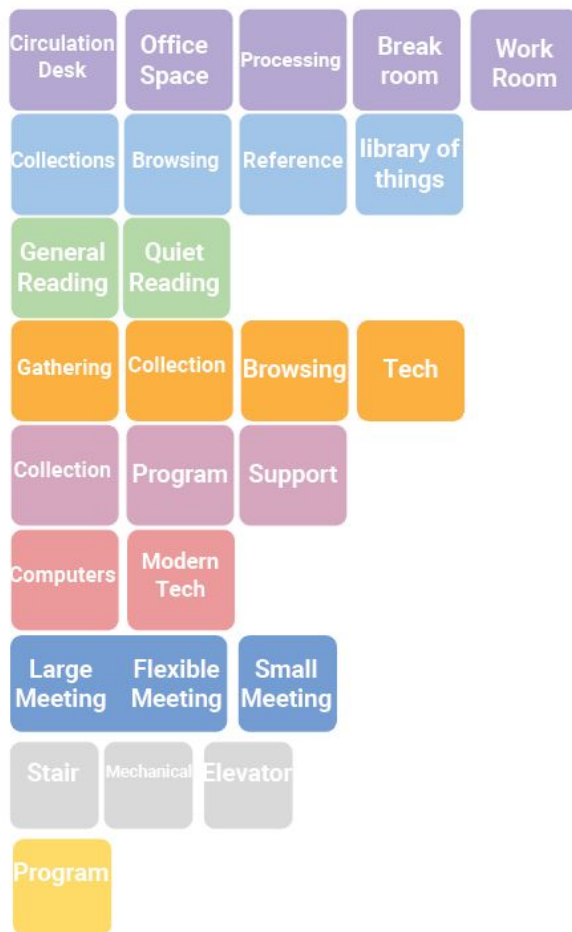 Circulation
Desk
Office
Space
Processing
Break
room
Work
Room
Collections
Browsing
Reference
library of
things
General
Reading
Quiet
Reading
Gathering
Collection
Browsing
Tech
Collection
Program
Support
Computers
Modern
Tech
Large
Meeting
Flexible
Meeting
Small
Meeting
Stair
Mechanical
Elevator
Program